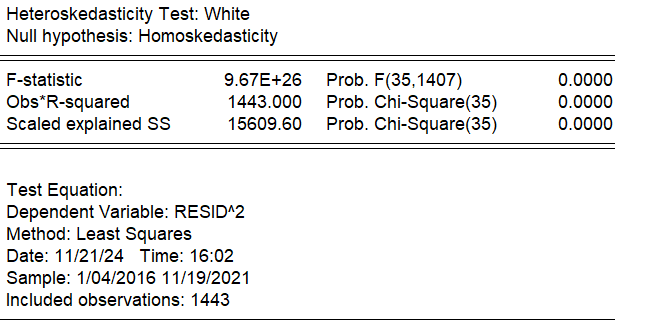 Heteroskedasticity Test: White
Null hypothesis: Homoskedasticity
F-statistic 9.67E+26 Prob. F(35,1407) 0.0000
Obs*R-squared 1443.000 Prob. Chi-Square(35) 0.0000
Scaled explained SS 15609.60 Prob. Chi-Square(35) 0.0000
Test Equation:
Dependent Variable: RESID^2
Method: Least Squares
Date: 11/21/24 Time: 16:02
Sample: 1/04/2016 11/19/2021
Included observations: 1443